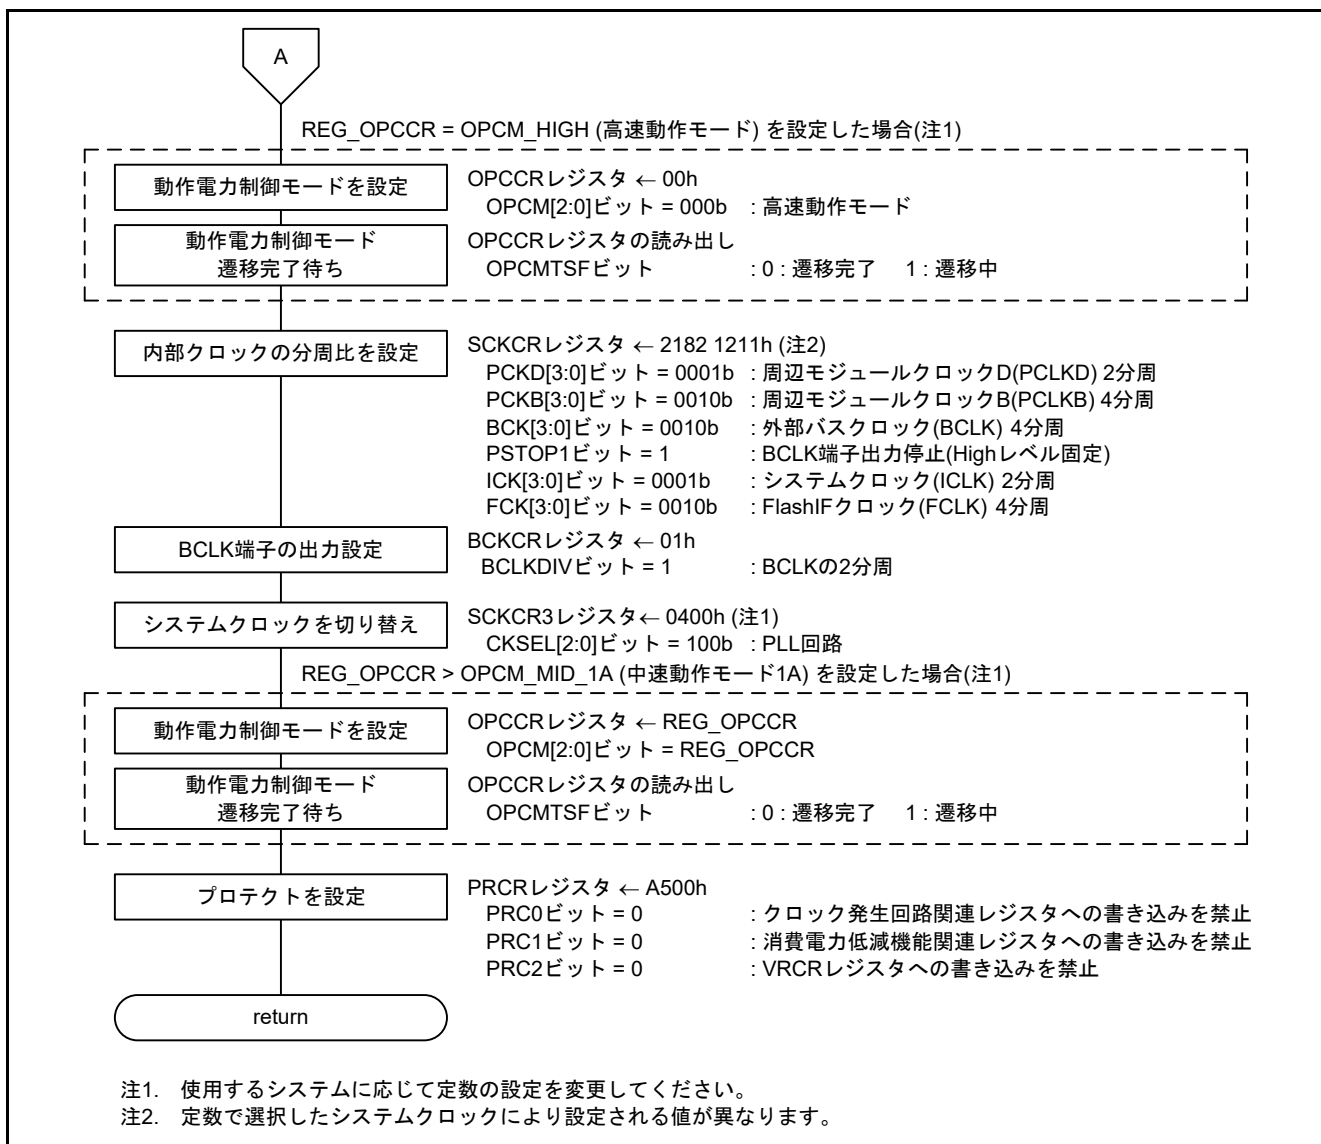 A
REG_OPCCR = OPCM_HIGH (高速動作モード) を設定した場合(注1)
動作電力制御モードを設定
OPCCRレジスタ ← 00h
OPCM[2:0]ビット = 000b : 高速動作モード
動作電力制御モード
遷移完了待ち
OPCCRレジスタの読み出し
OPCMTSFビット : 0 : 遷移完了 1 : 遷移中
内部クロックの分周比を設定
SCKCRレジスタ ← 2182 1211h (注2)
PCKD[3:0]ビット = 0001b : 周辺モジュールクロックD(PCLKD) 2分周
PCKB[3:0]ビット = 0010b : 周辺モジュールクロックB(PCLKB) 4分周
BCK[3:0]ビット = 0010b : 外部バスクロック(BCLK) 4分周
PSTOP1ビット = 1 : BCLK端子出力停止(Highレベル固定)
ICK[3:0]ビット = 0001b : システムクロック(ICLK) 2分周
FCK[3:0]ビット = 0010b : FlashIFクロック(FCLK) 4分周
BCLK端子の出力設定
BCKCRレジスタ ← 01h
BCLKDIVビット = 1 : BCLKの2分周
システムクロックを切り替え
SCKCR3レジスタ← 0400h (注1)
CKSEL[2:0]ビット = 100b : PLL回路
REG_OPCCR > OPCM_MID_1A (中速動作モード1A) を設定した場合(注1)
動作電力制御モードを設定
OPCCRレジスタ ← REG_OPCCR
OPCM[2:0]ビット = REG_OPCCR
動作電力制御モード
遷移完了待ち
OPCCRレジスタの読み出し
OPCMTSFビット : 0 : 遷移完了 1 : 遷移中
プロテクトを設定
PRCRレジスタ ← A500h
PRC0ビット = 0 : クロック発生回路関連レジスタへの書き込みを禁止
PRC1ビット = 0 : 消費電力低減機能関連レジスタへの書き込みを禁止
PRC2ビット = 0 : VRCRレジスタへの書き込みを禁止
return
注1. 使用するシステムに応じて定数の設定を変更してください。
注2. 定数で選択したシステムクロックにより設定される値が異なります。